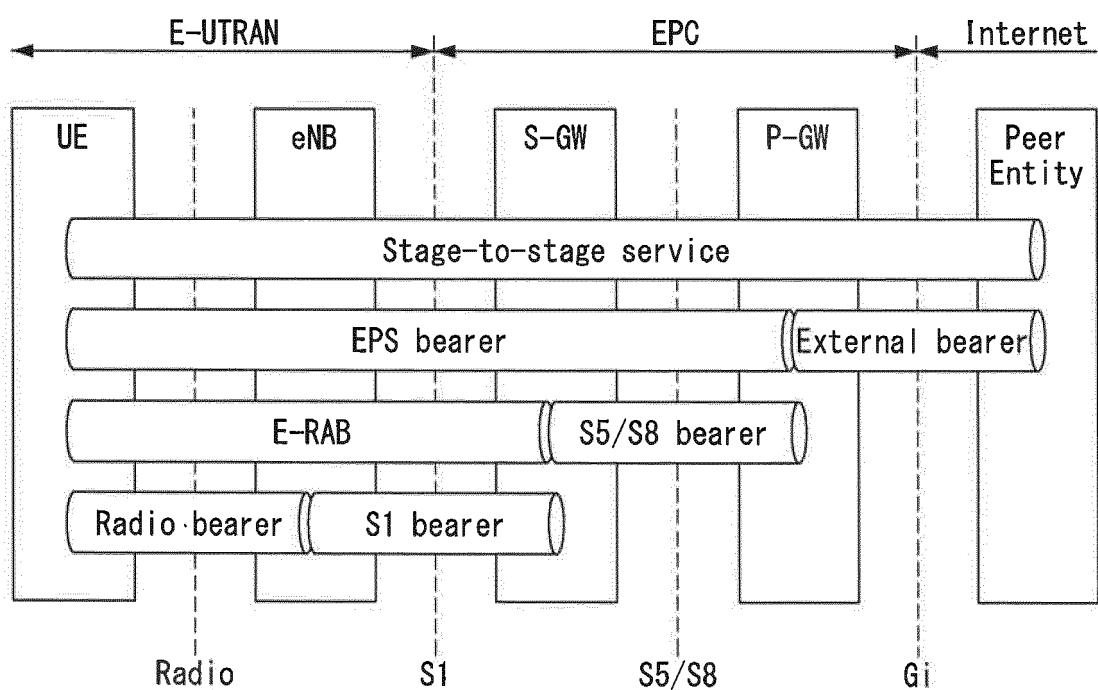 E-UTRAN EPC Internet
UE eNB S-GW P-GW Peer
Entity
Stage-to-stage service
EPS bearer External bearer
E-RAB S5/S8 bearer
Radio bearer S1 bearer
Radio S1 S5/S8 Gi